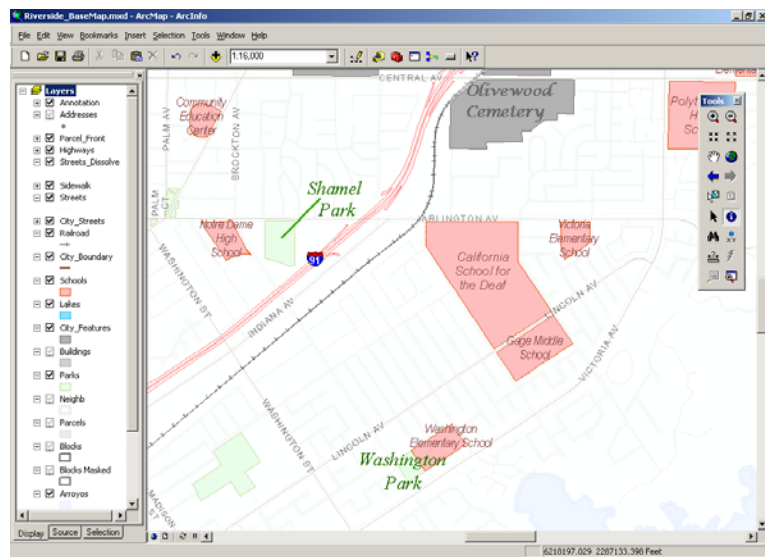 Riverside_BaseMap.mxd - ArcMap - ArcInfo
File Edit View Bookmarks Insert Selection Tools Window Help
1:16,000
Layers
Annotation
Addresses
Parcel_Front
Highways
Streets_Dissolve
Sidewalk
Streets
City_Streets
Railroad
City_Boundary
Schools
Lakes
City_Features
Buildings
Parks
Neighb
Parcels
Blocks
Blocks Masked
Arroyos
Display Source Selection
CENTRAL AV
Olivewood
Cemetery
Community
Education
Center
PALM AV
BROCKTON AV
Tools
XY
Shamel
Park
PALM
CT
ARLINGTON AV
Notre Dame
High
School
Victoria
Elementary
School
91
California
School for
the Deaf
WASHINGTON ST
INDIANA AV
LINCOLN AV
Gage Middle
School
VICTORIA AV
WASHINGTON ST
LINCOLN AV
Washington
Elementary School
Washington
Park
MADISON
ST
6218197.029 2287133.398 Feet